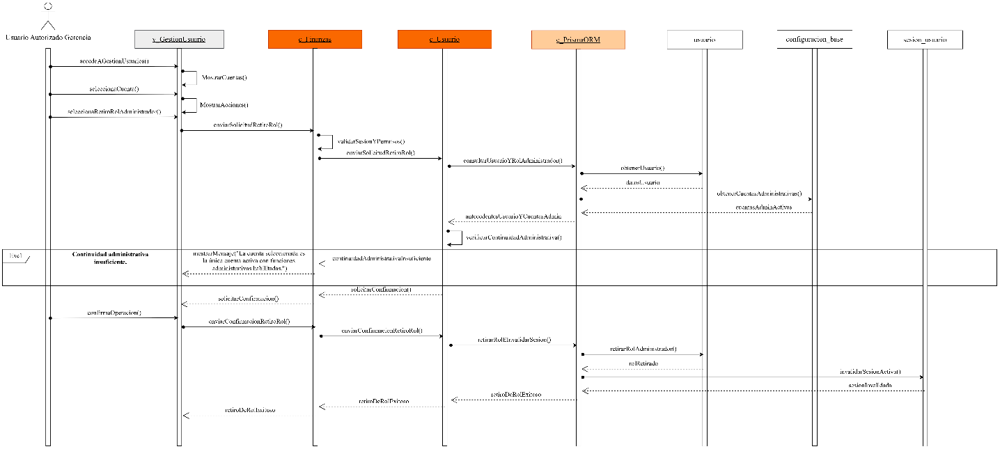 Usuario Autorizado Gerencia
v_GestionUsuario
c_Finanzas
c_Usuario
c_PrismaORM
usuario
configuracion_base
sesion_usuario
accedeAGestionUsuarios()
MostrarCuentas()
seleccionaCuenta()
MostrarAcciones()
seleccionaRetiroRolAdministrador()
enviarSolicitudRetiroRol()
validarSesionYPermisos()
enviarSolicitudRetiroRol()
consultarUsuarioYRolAdministrador()
obtenerUsuario()
datosUsuario
obtenerCuentasAdministrativas()
cuentasAdminActivas
antecedentesUsuarioYCuentasAdmin
verificarContinuidadAdministrativa()
Exc1
Continuidad administrativa
insuficiente.
mostrarMensaje("La cuenta seleccionada es
la única cuenta activa con funciones
administrativas habilitadas.")
continuidadAdministrativaInsuficiente
solicitarConfirmacion()
solicitarConfirmacion()
confirmaOperacion()
enviarConfirmacionRetiroRol()
enviarConfirmacionRetiroRol()
retirarRolEInvalidarSesion()
retirarRolAdministrador()
rolRetirado
invalidarSesionActiva()
sesionInvalidada
retiroDeRolExitoso
retiroDeRolExitoso
retiroDeRolExitoso